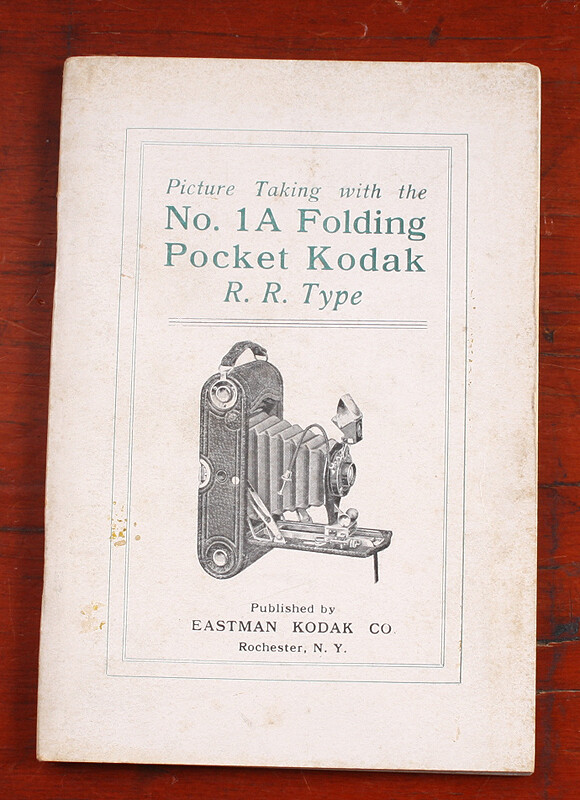 Picture Taking with the
No. 1A Folding
Pocket Kodak
R. R. Type
Published by
EASTMAN KODAK CO.
Rochester, N. Y.